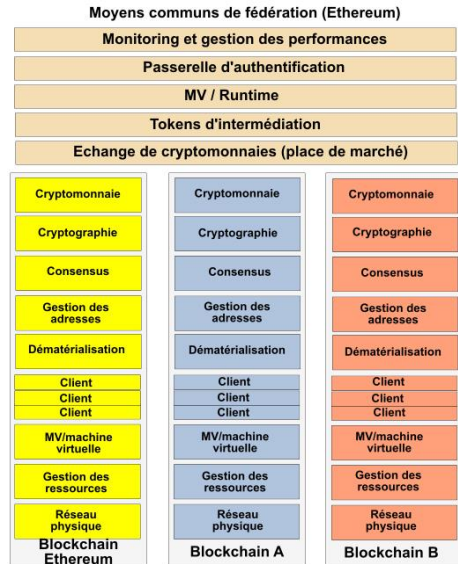 Moyens communs de fédération (Ethereum)
Monitoring et gestion des performances
Passerelle d'authentification
MV / Runtime
Tokens d'intermédiation
Echange de cryptomonnaies (place de marché)
Cryptomonnaie
Cryptographie
Consensus
Gestion des
adresses
Dématérialisation
Client
Client
Client
MV/machine
virtuelle
Gestion des
ressources
Réseau
physique
Blockchain
Ethereum
Cryptomonnaie
Cryptographie
Consensus
Gestion des
adresses
Dématérialisation
Client
Client
Client
MV/machine
virtuelle
Gestion des
ressources
Réseau
physique
Blockchain A
Cryptomonnaie
Cryptographie
Consensus
Gestion des
adresses
Dématérialisation
Client
Client
Client
MV/machine
virtuelle
Gestion des
ressources
Réseau
physique
Blockchain B